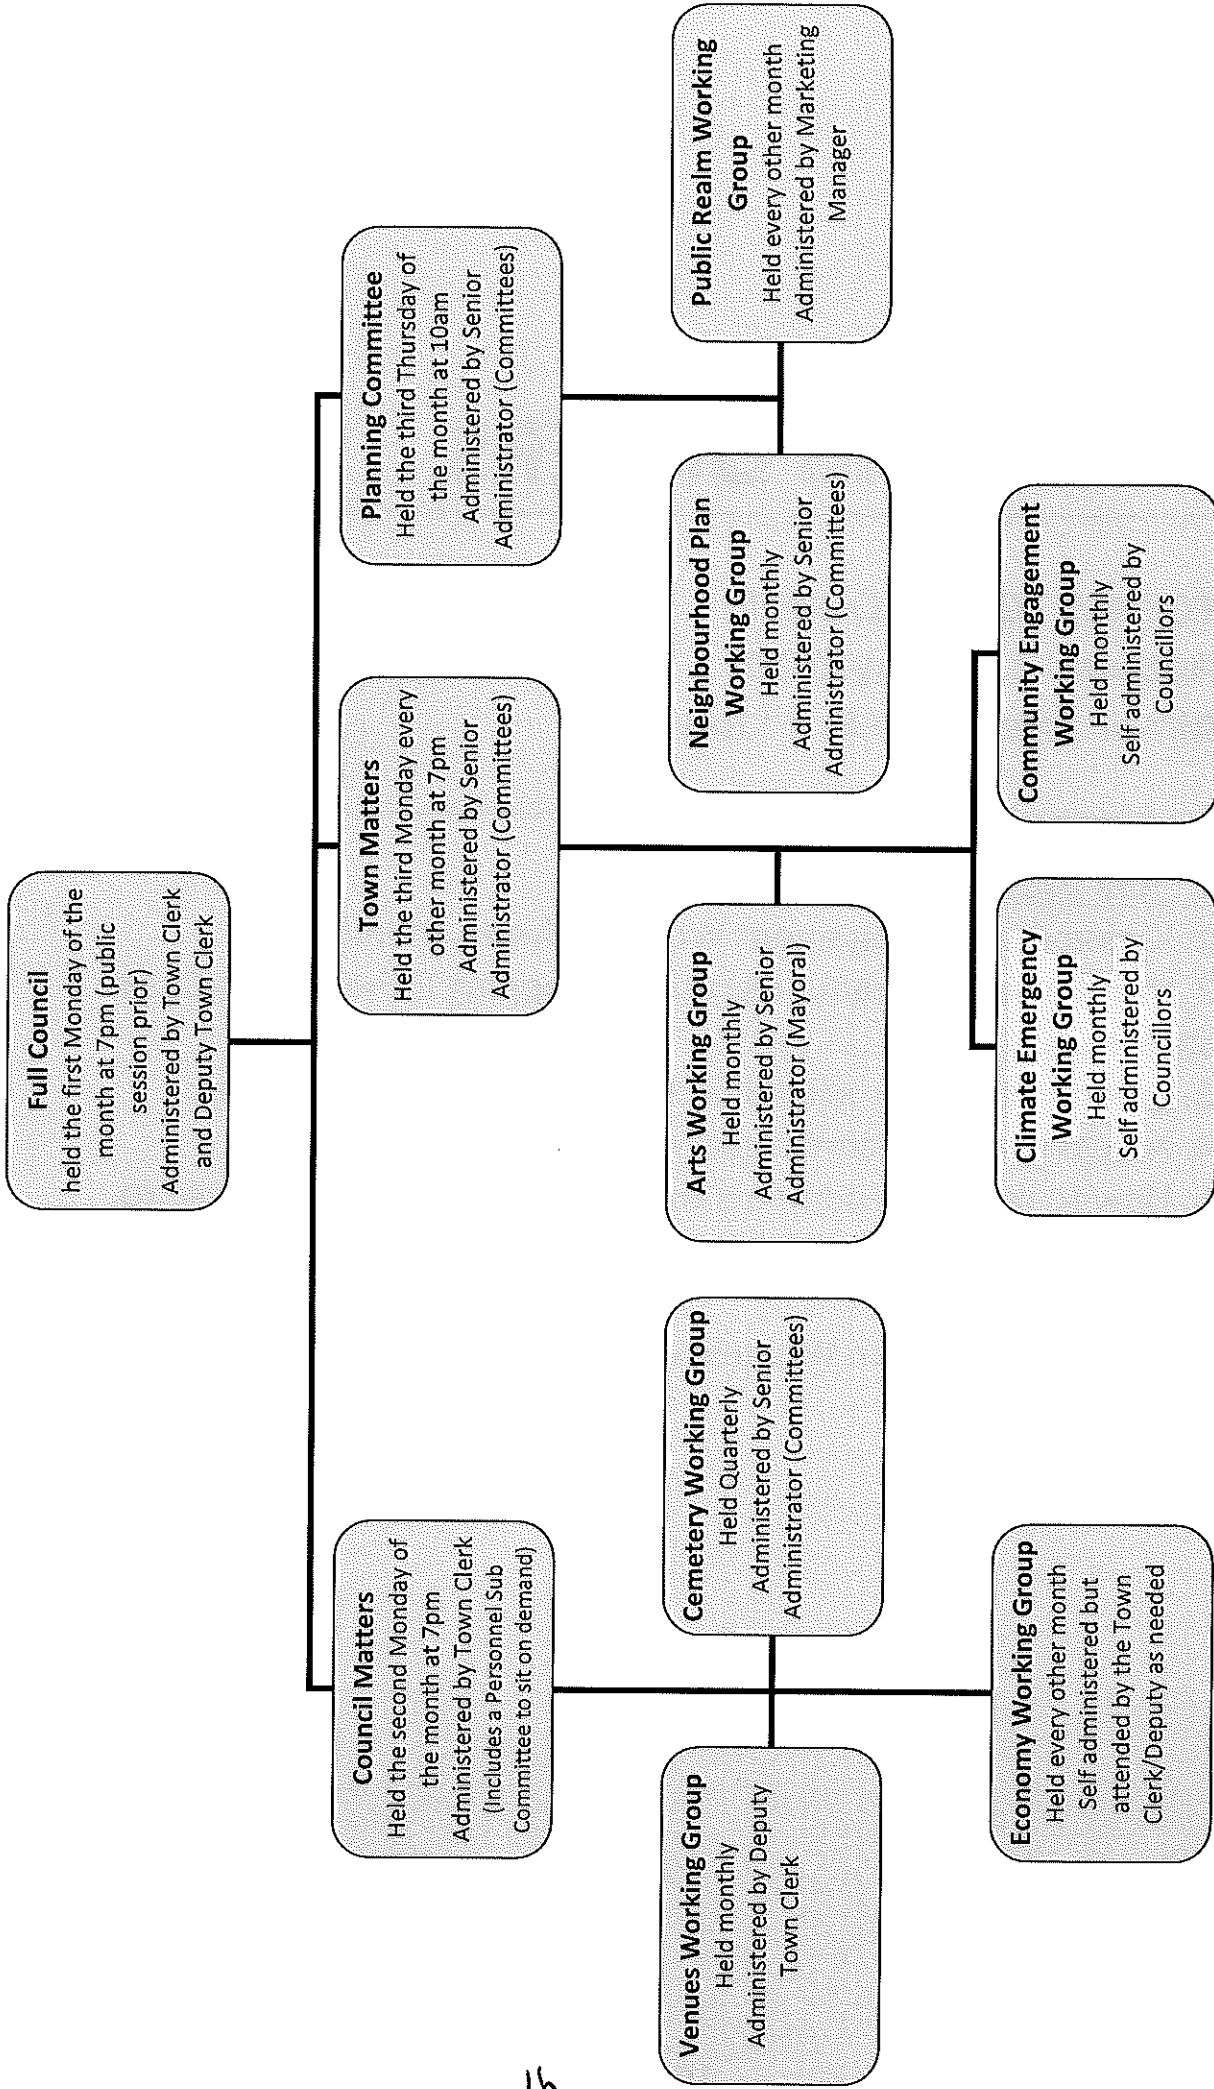 Full Council
held the first Monday of the
month at 7pm (public
session prior)
Administered by Town Clerk
and Deputy Town Clerk
Council Matters
Held the second Monday of
the month at 7pm
Administered by Town Clerk
(Includes a Personnel Sub
Committee to sit on demand)
Town Matters
Held the third Monday every
other month at 7pm
Administered by Senior
Administrator (Committees)
Planning Committee
Held the third Thursday of
the month at 10am
Administered by Senior
Administrator (Committees)
Venues Working Group
Held monthly
Administered by Deputy
Town Clerk
Cemetery Working Group
Held Quarterly
Administered by Senior
Administrator (Committees)
Arts Working Group
Held monthly
Administered by Senior
Administrator (Mayoral)
Neighbourhood Plan
Working Group
Held monthly
Administered by Senior
Administrator (Committees)
Public Realm Working
Group
Held every other month
Administered by Marketing
Manager
Economy Working Group
Held every other month
Self administered but
attended by the Town
Clerk/Deputy as needed
Climate Emergency
Working Group
Held monthly
Self administered by
Councillors
Community Engagement
Working Group
Held monthly
Self administered by
Councillors